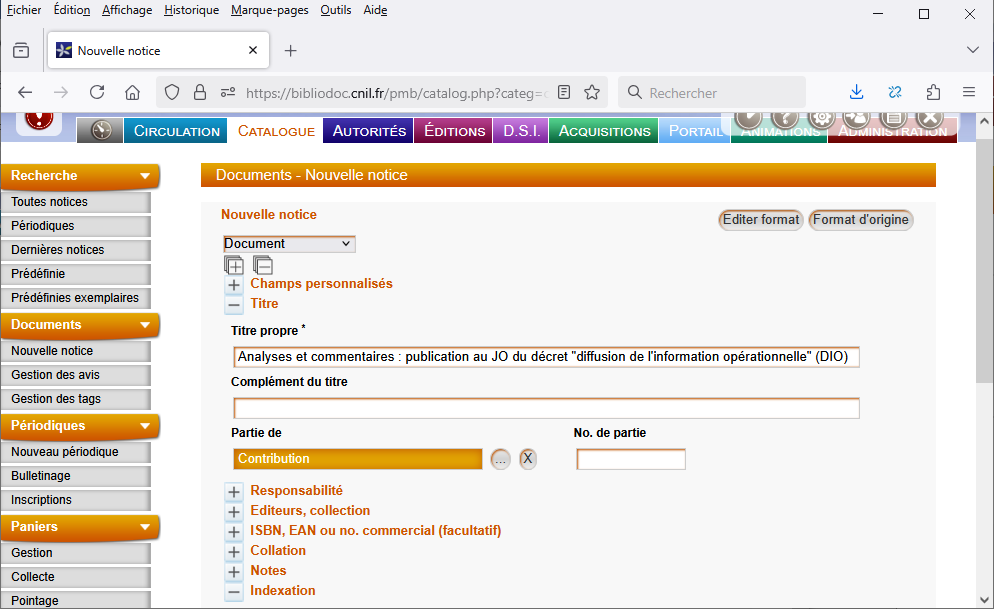 Fichier Édition Affichage Historique Marque-pages Outils Aide
Nouvelle notice
https://bibliodoc.cnil.fr/pmb/catalog.php?categ=
Rechercher
CIRCULATION CATALOGUE AUTORITÉS ÉDITIONS D.S.I. ACQUISITIONS PORTAIL ANIMATIONS ADMINISTRATION
Recherche
Toutes notices
Périodiques
Dernières notices
Prédéfinie
Prédéfinies exemplaires
Documents
Nouvelle notice
Gestion des avis
Gestion des tags
Périodiques
Nouveau périodique
Bulletinage
Inscriptions
Paniers
Gestion
Collecte
Pointage
Documents - Nouvelle notice
Nouvelle notice
Editer format Format d'origine
Document
Champs personnalisés
Titre
Titre propre *
Analyses et commentaires : publication au JO du décret "diffusion de l'information opérationnelle" (DIO)
Complément du titre
Partie de No. de partie
Contribution ... X
Responsabilité
Editeurs, collection
ISBN, EAN ou no. commercial (facultatif)
Collation
Notes
Indexation